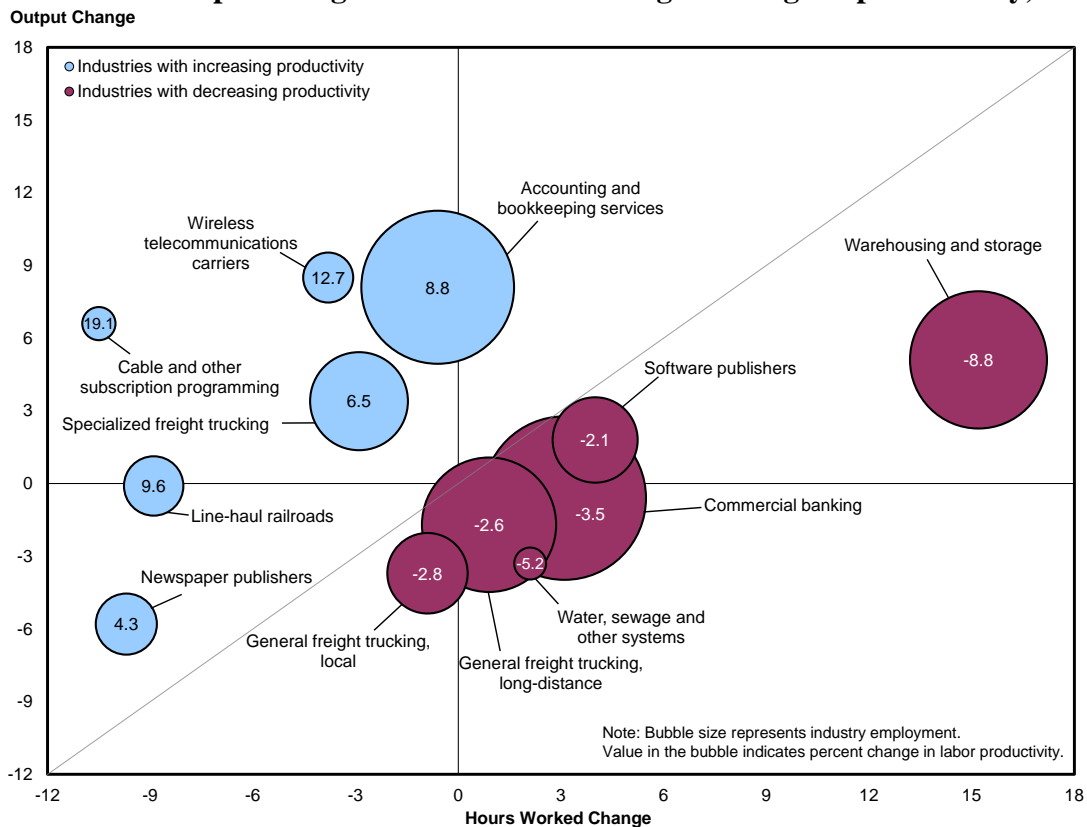 Output Change
18
15
12
9
6
3
0
-3
-6
-9
-12
Industries with increasing productivity
Industries with decreasing productivity
Accounting and
bookkeeping services
8.8
Wireless
telecommunications
carriers
12.7
Warehousing and storage
-8.8
19.1
Cable and other
subscription programming
Software publishers
-2.1
Specialized freight trucking
6.5
9.6
Line-haul railroads
Commercial banking
-3.5
-2.6
-5.2
-2.8
Newspaper publishers
4.3
Water, sewage and
other systems
General freight trucking,
local
General freight trucking,
long-distance
Note: Bubble size represents industry employment.
Value in the bubble indicates percent change in labor productivity.
-12 -9 -6 -3 0 3 6 9 12 15 18
Hours Worked Change